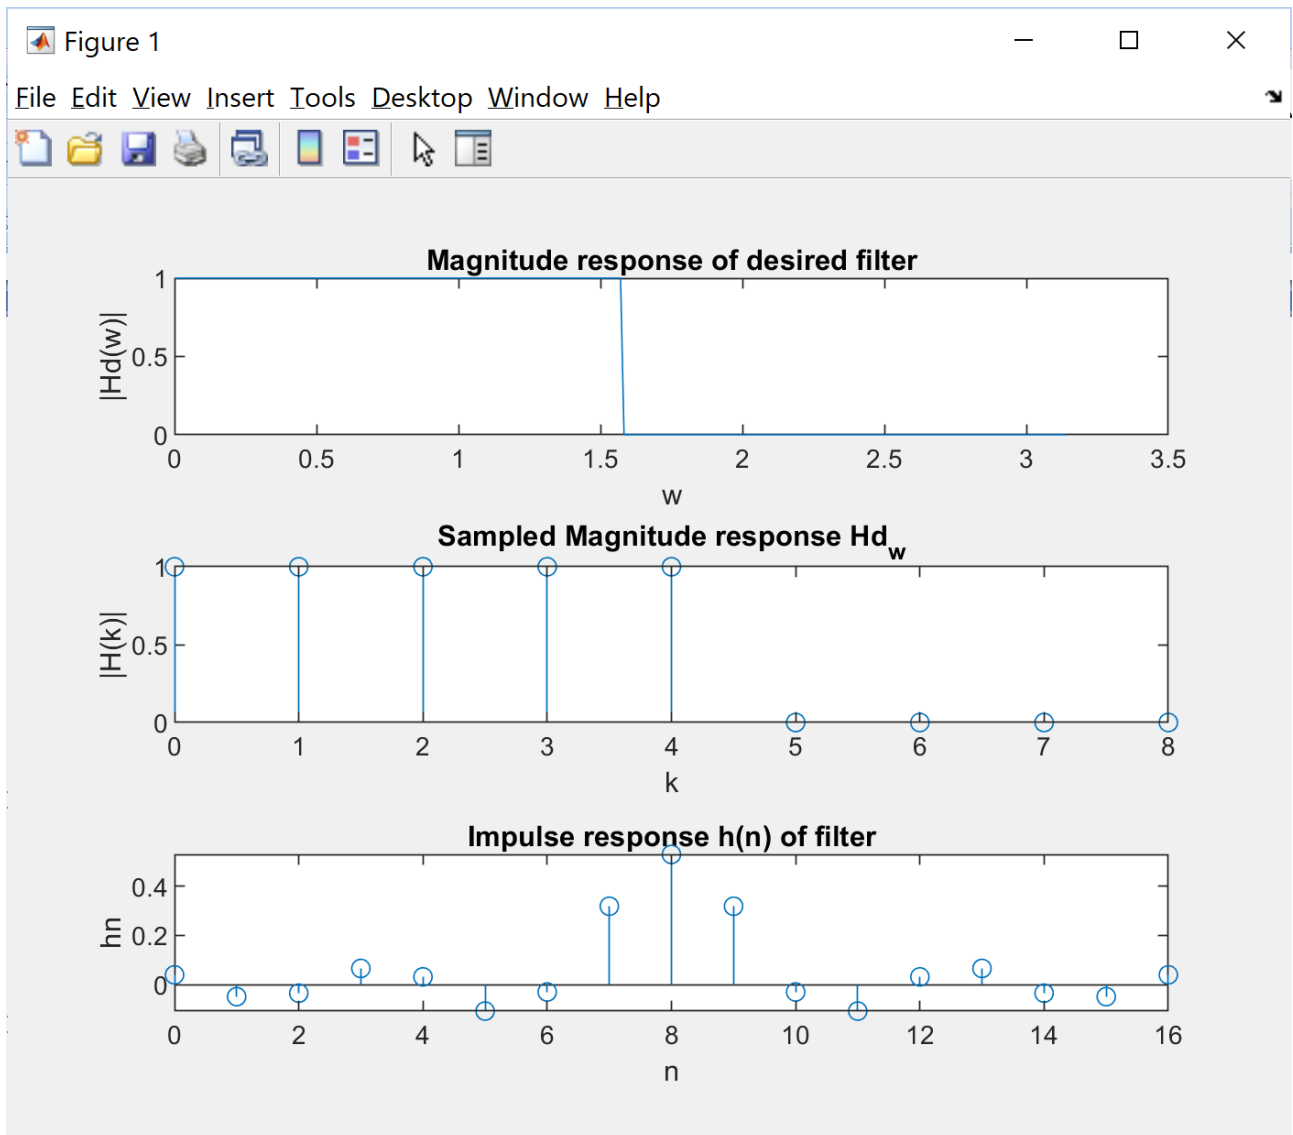 Figure 1
File Edit View Insert Tools Desktop Window Help
Magnitude response of desired filter
1
0.5
0
|Hd(w)|
0 0.5 1 1.5 2 2.5 3 3.5
w
Sampled Magnitude response Hdw
1
0.5
0
|H(k)|
0 1 2 3 4 5 6 7 8
k
Impulse response h(n) of filter
0.4
0.2
0
hn
0 2 4 6 8 10 12 14 16
n